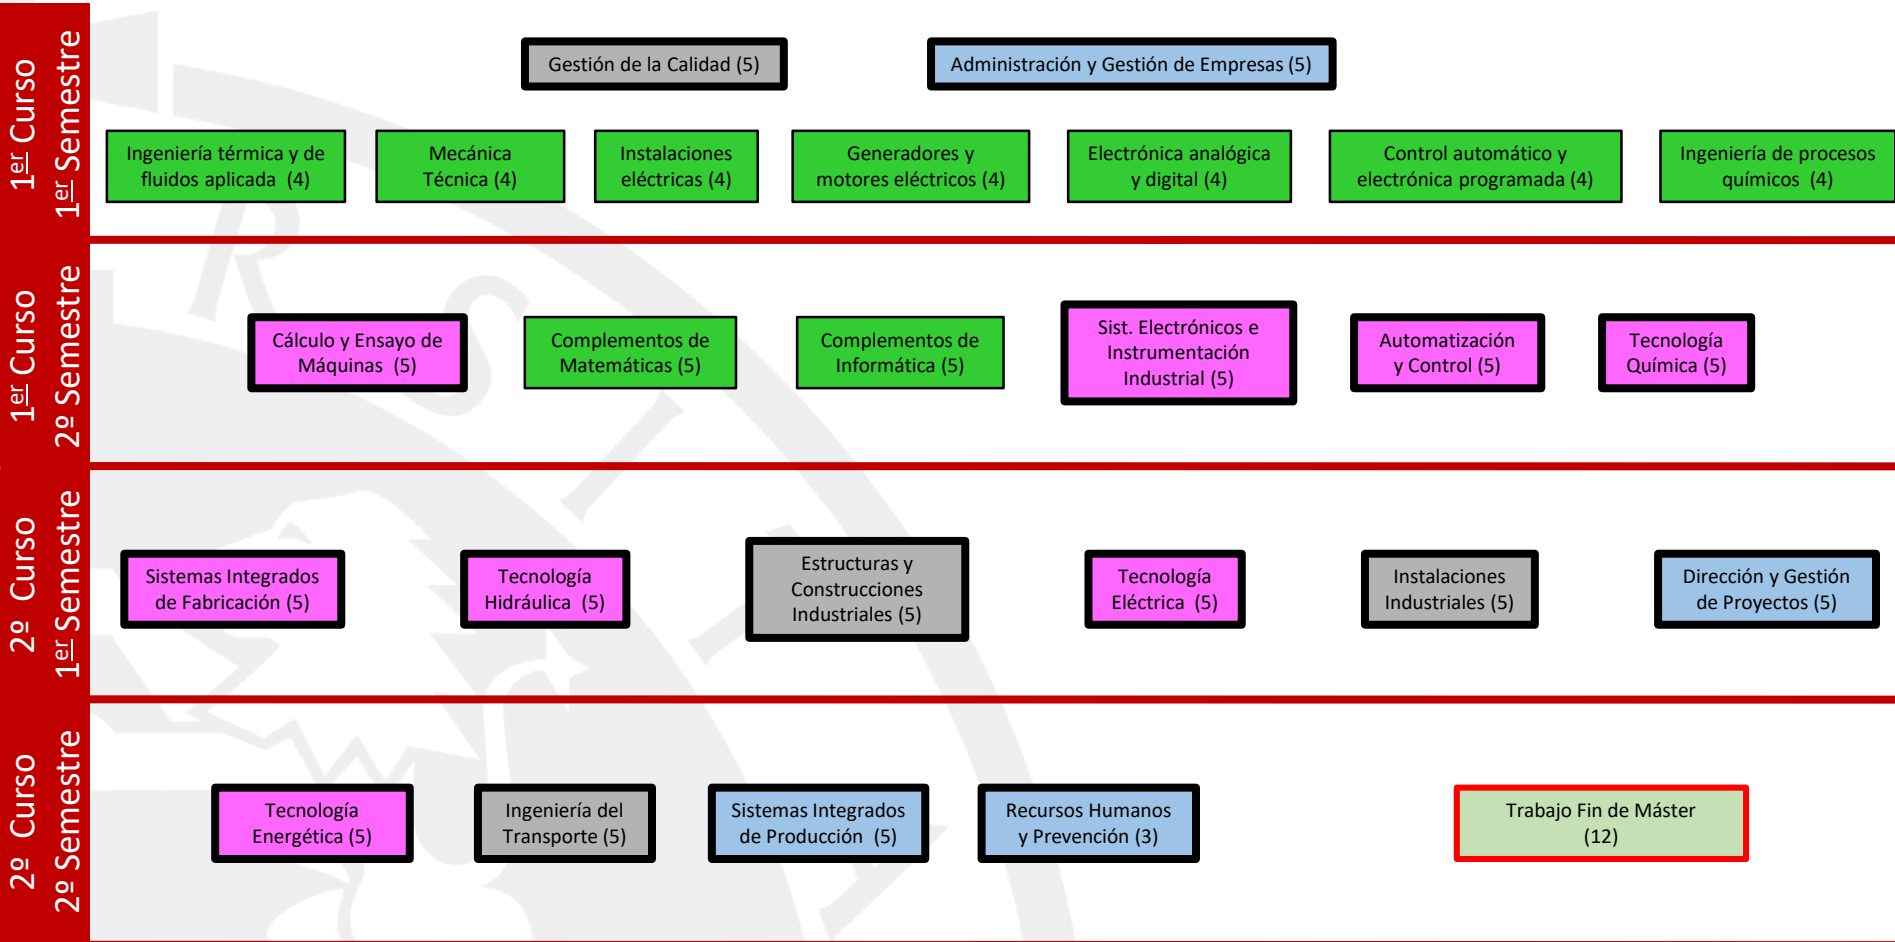 1er Curso
1er Semestre
Gestión de la Calidad (5)
Administración y Gestión de Empresas (5)
Ingeniería térmica y de
fluidos aplicada (4)
Mecánica
Técnica (4)
Instalaciones
eléctricas (4)
Generadores y
motores eléctricos (4)
Electrónica analógica
y digital (4)
Control automático y
electrónica programada (4)
Ingeniería de procesos
químicos (4)
1er Curso
2º Semestre
Cálculo y Ensayo de
Máquinas (5)
Complementos de
Matemáticas (5)
Complementos de
Informática (5)
Sist. Electrónicos e
Instrumentación
Industrial (5)
Automatización
y Control (5)
Tecnología
Química (5)
2º Curso
1er Semestre
Sistemas Integrados
de Fabricación (5)
Tecnología
Hidráulica (5)
Estructuras y
Construcciones
Industriales (5)
Tecnología
Eléctrica (5)
Instalaciones
Industriales (5)
Dirección y Gestión
de Proyectos (5)
2º Curso
2º Semestre
Tecnología
Energética (5)
Ingeniería del
Transporte (5)
Sistemas Integrados
de Producción (5)
Recursos Humanos
y Prevención (3)
Trabajo Fin de Máster
(12)